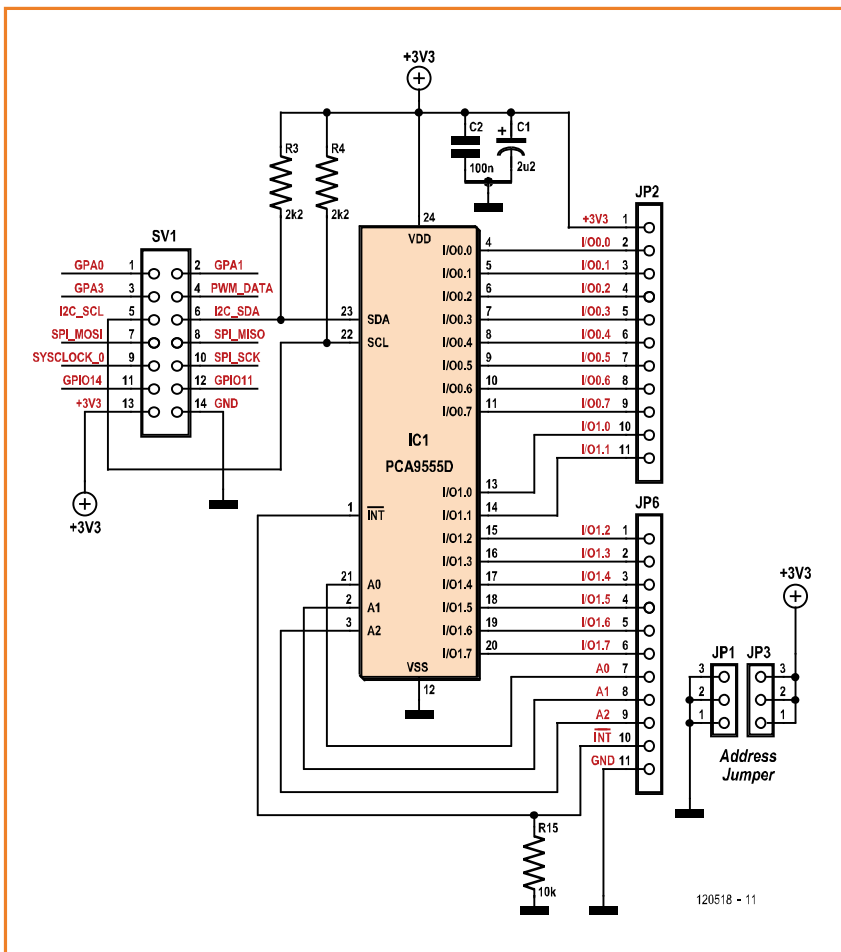 +3V3
R3
2k2
R4
2k2
C2
100n
+
C1
2u2
SV1
GPA0 1 2 GPA1
GPA3 3 4 PWM_DATA
I2C_SCL 5 6 I2C_SDA
SPI_MOSI 7 8 SPI_MISO
SYSCLOCK_0 9 10 SPI_SCK
GPIO14 11 12 GPIO11
+3V3 13 14 GND
+3V3
24
VDD
23 SDA
22 SCL
IC1
PCA9555D
1 INT
21 A0
2 A1
3 A2
VSS
12
I/O0.0 4
I/O0.1 5
I/O0.2 6
I/O0.3 7
I/O0.4 8
I/O0.5 9
I/O0.6 10
I/O0.7 11
I/O1.0 13
I/O1.1 14
I/O1.2 15
I/O1.3 16
I/O1.4 17
I/O1.5 18
I/O1.6 19
I/O1.7 20
JP2
+3V3 1
I/O0.0 2
I/O0.1 3
I/O0.2 4
I/O0.3 5
I/O0.4 6
I/O0.5 7
I/O0.6 8
I/O0.7 9
I/O1.0 10
I/O1.1 11
JP6
I/O1.2 1
I/O1.3 2
I/O1.4 3
I/O1.5 4
I/O1.6 5
I/O1.7 6
A0 7
A1 8
A2 9
INT 10
GND 11
R15
10k
+3V3
JP1 JP3
3 3
2 2
1 1
Address
Jumper
120518 - 11